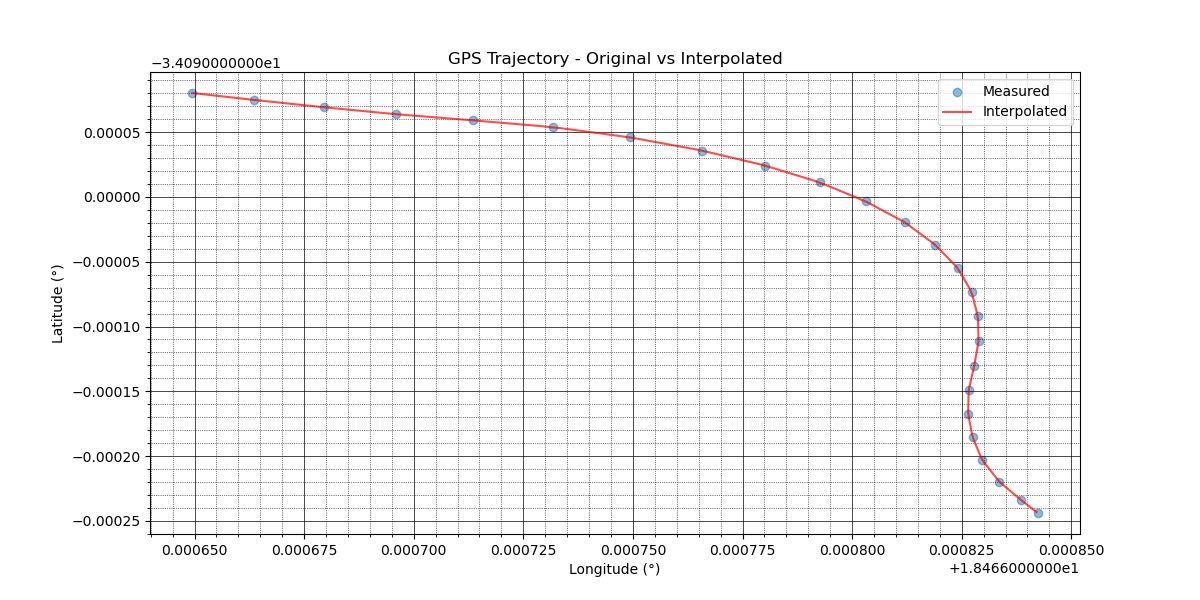 GPS Trajectory - Original vs Interpolated
−3.4090000000e1
Measured
Interpolated
0.00005
0.00000
−0.00005
−0.00010
−0.00015
−0.00020
−0.00025
Latitude (°)
0.000650 0.000675 0.000700 0.000725 0.000750 0.000775 0.000800 0.000825 0.000850
Longitude (°)
+1.8466000000e1